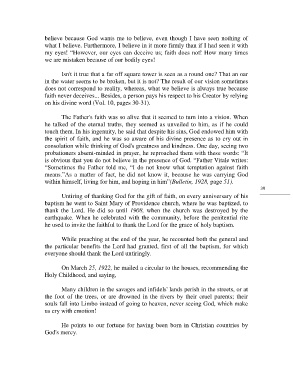 believe because God wants me to believe, even though I have seen nothing of
what I believe. Furthermore, I believe in it more firmly than if I had seen it with
my eyes! "However, our eyes can deceive us; faith does not! How many times
we are mistaken because of our bodily eyes!
Isn't it true that a far off square tower is seen as a round one? That an oar
in the water seems to be broken, but it is not? The result of our vision sometimes
does not correspond to reality, whereas, what we believe is always true because
faith never deceives... Besides, a person pays his respect to his Creator by relying
on his divine word (Vol. 10, pages 30-31).
The Father's faith was so alive that it seemed to turn into a vision. When
he talked of the eternal truths, they seemed as unveiled to him, as if he could
touch them. In his ingenuity, he said that despite his sins, God endowed him with
the spirit of faith, and he was so aware of his divine presence as to cry out in
consolation while thinking of God's greatness and kindness. One day, seeing two
probationers absent-minded in prayer, he reproached them with these words: "It
is obvious that you do not believe in the presence of God. "Father Vitale writes:
"Sometimes the Father told me, "I do not know what temptation against faith
means."As a matter of fact, he did not know it, because he was carrying God
within himself, living for him, and hoping in him"(Bulletin, 1928, page 51).
39
Untiring of thanking God for the gift of faith, on every anniversary of his
baptism he went to Saint Mary of Providence church, where he was baptized, to
thank the Lord. He did so until 1908, when the church was destroyed by the
earthquake. When he celebrated with the community, before the penitential rite
he used to invite the faithful to thank the Lord for the grace of holy baptism.
While preaching at the end of the year, he recounted both the general and
the particular benefits the Lord had granted, first of all the baptism, for which
everyone should thank the Lord untiringly.
On March 25, 1922, he mailed a circular to the houses, recommending the
Holy Childhood, and saying,
Many children in the savages and infidels' lands perish in the streets, or at
the foot of the trees, or are drowned in the rivers by their cruel parents; their
souls fall into Limbo instead of going to heaven, never seeing God, which make
us cry with emotion!
He points to our fortune for having been born in Christian countries by
God's mercy.